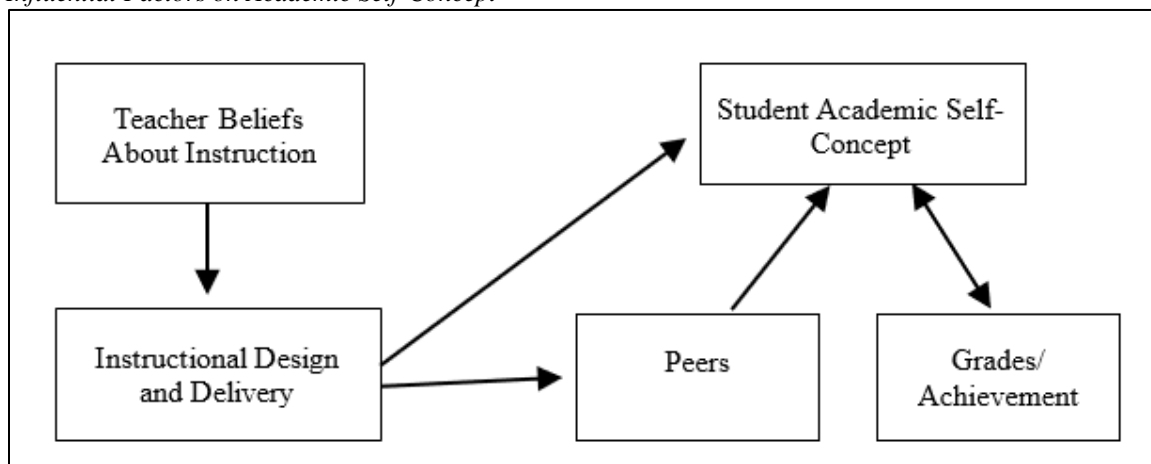 Influential Factors on Academic Self-Concept
Teacher Beliefs
About Instruction
Student Academic Self-
Concept
Instructional Design
and Delivery
Peers
Grades/
Achievement